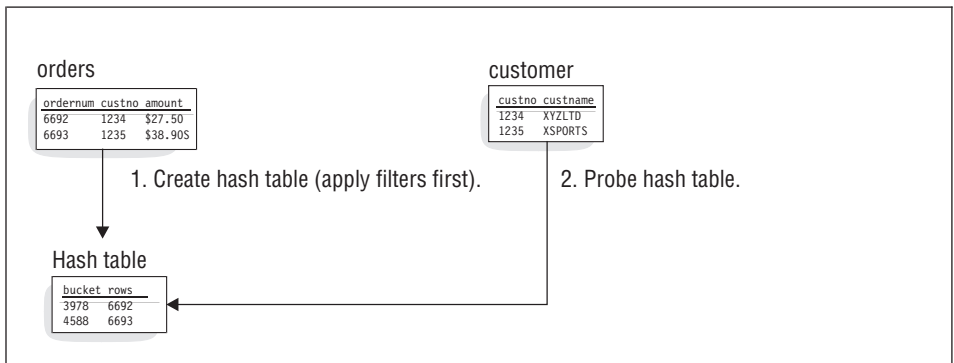 orders
ordernum custno amount
6692 1234 $27.50
6693 1235 $38.90S
customer
custno custname
1234 XYZLTD
1235 XSPORTS
1. Create hash table (apply filters first).
2. Probe hash table.
Hash table
bucket rows
3978 6692
4588 6693